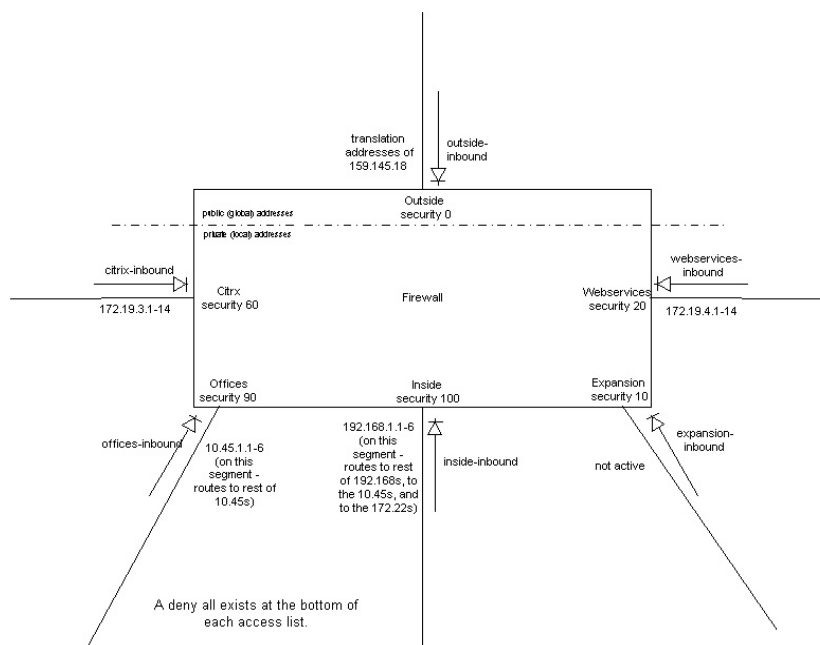 translation
addresses of
159.145.18
outside-
inbound
Outside
security 0
public (global) addresses
private (local) addresses
citrix-inbound
webservices-
inbound
Citrx
security 60
Firewall
Webservices
security 20
172.19.3.1-14
172.19.4.1-14
Offices
security 90
Inside
security 100
Expansion
security 10
offices-inbound
10.45.1.1-6
(on this
segment -
routes to rest of
10.45s)
192.168.1.1-6
(on this
segment -
routes to rest
of 192.168s, to
the 10.45s, and
to the 172.22s)
inside-inbound
not active
expansion-
inbound
A deny all exists at the bottom of
each access list.